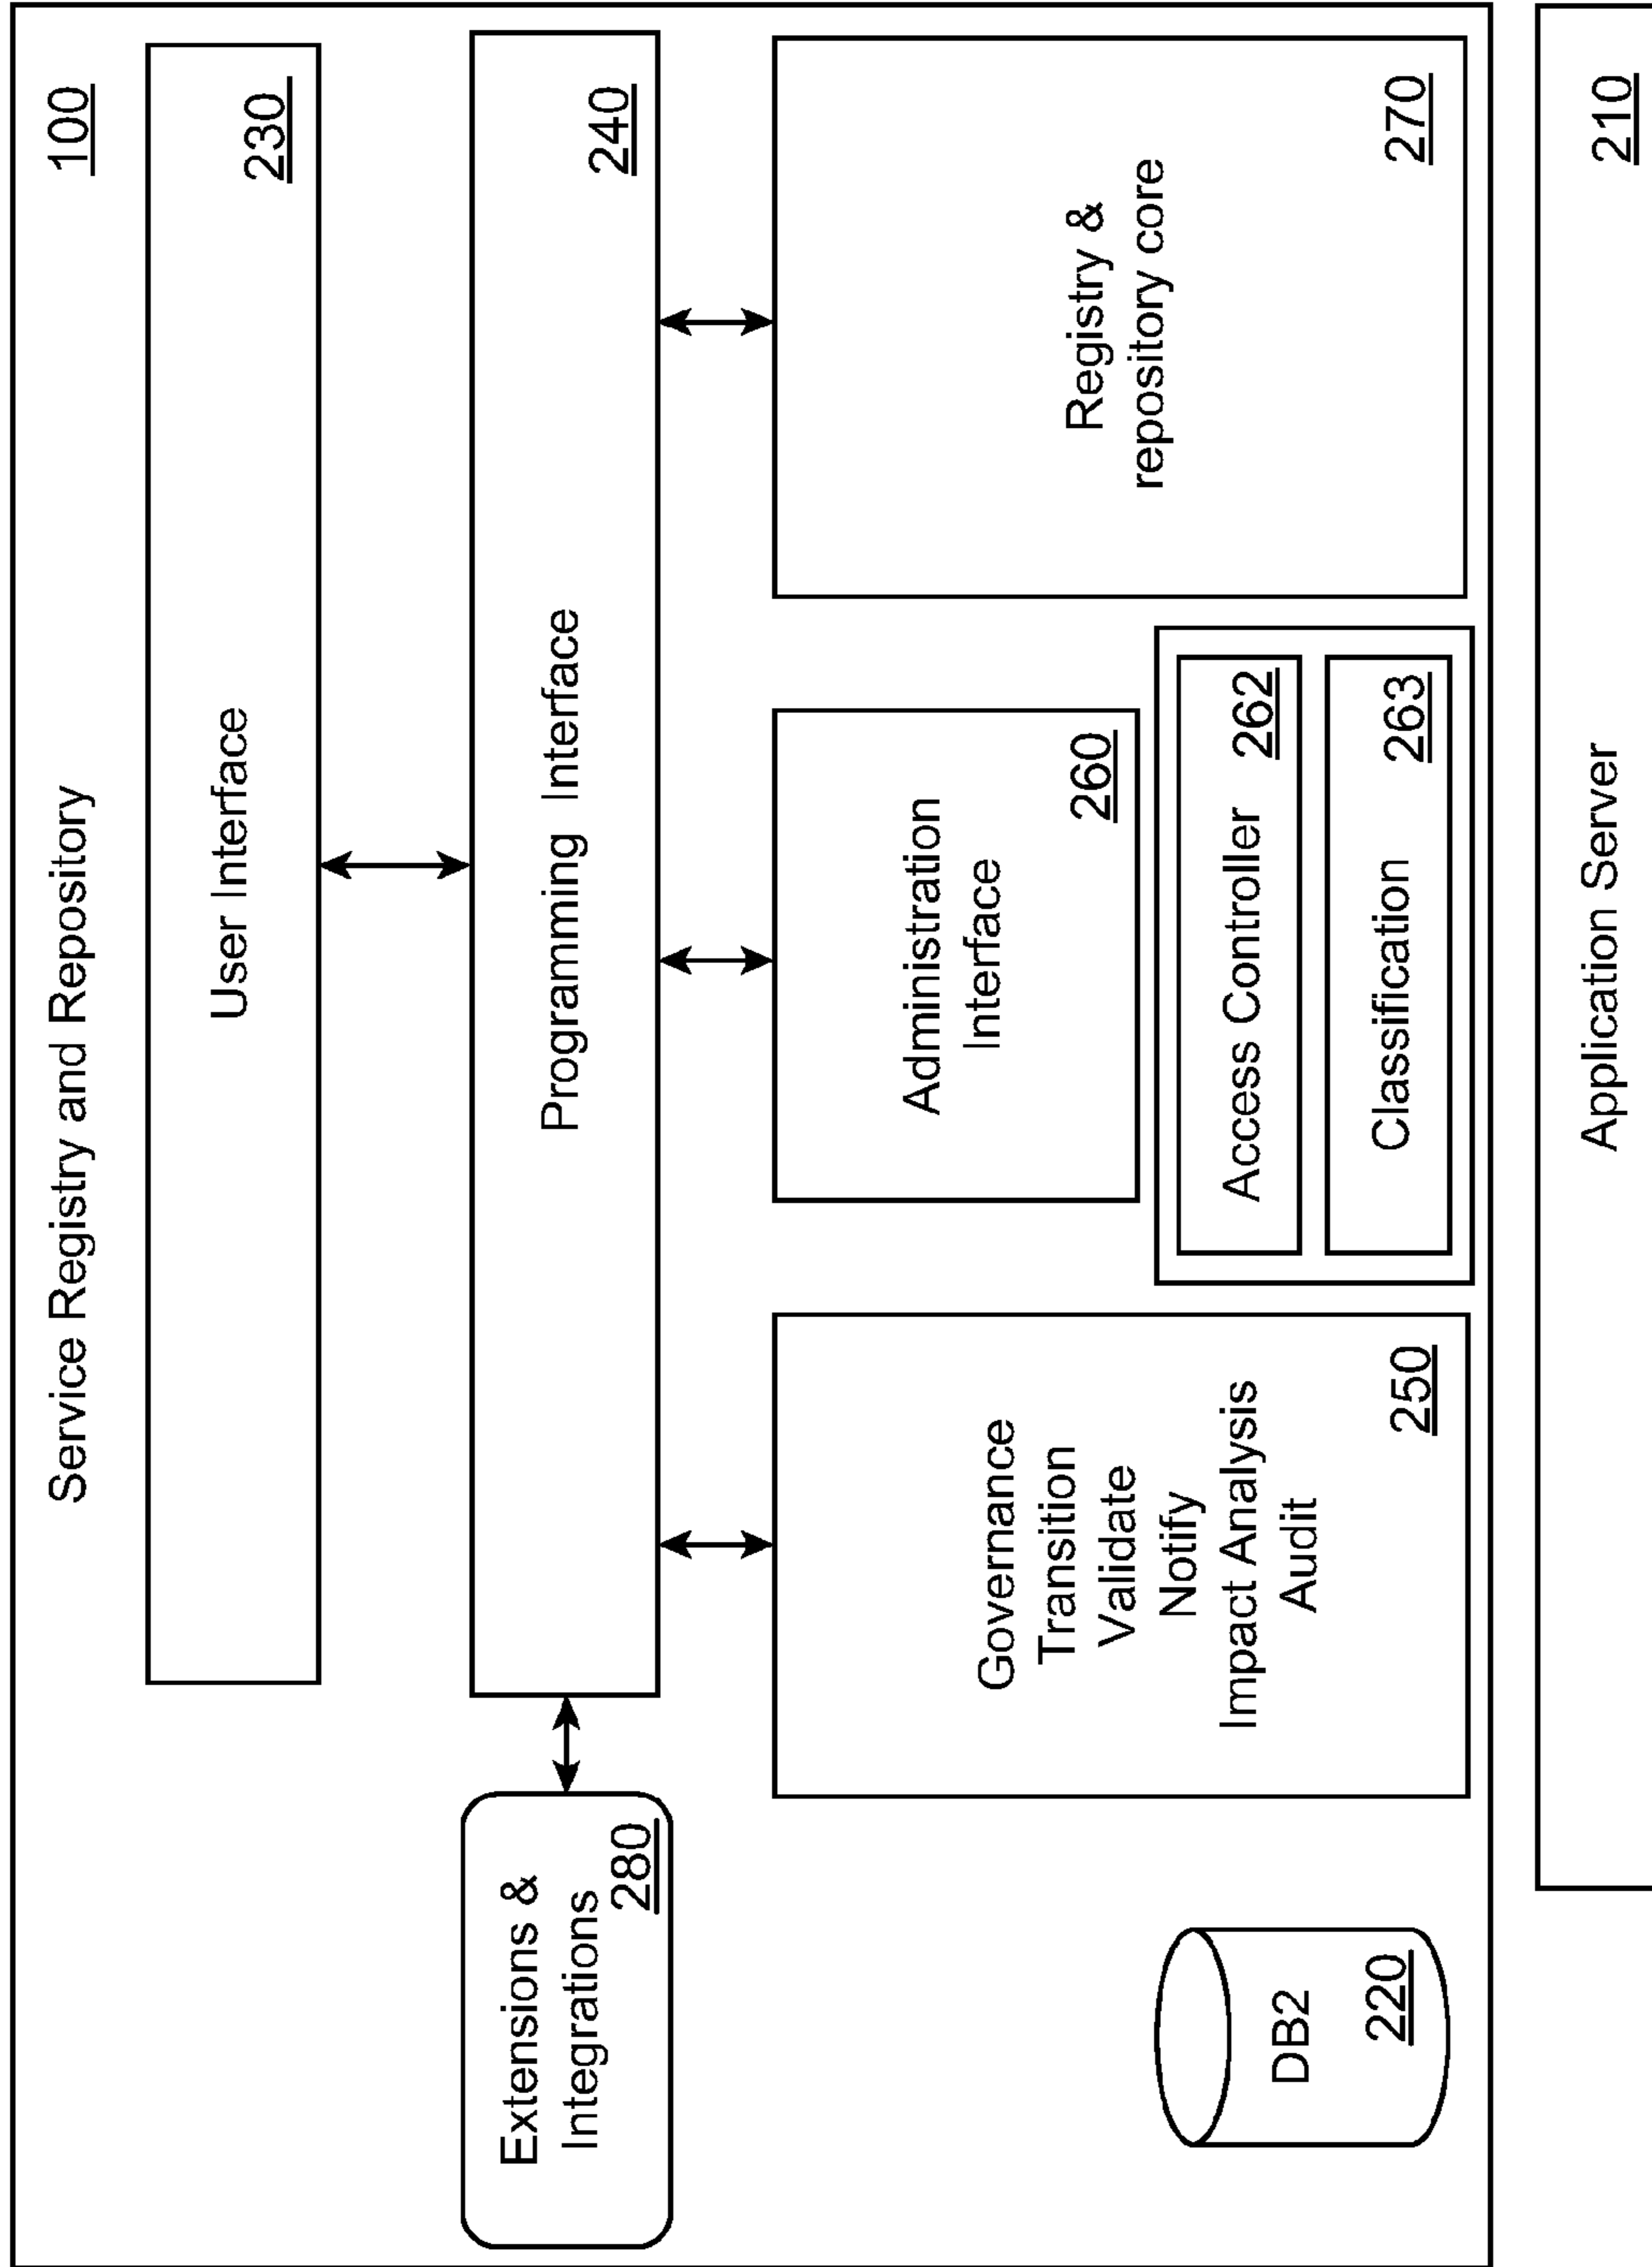 Service Registry and Repository 100
User Interface
230
Programming Interface
240
Extensions &
Integrations
280
Governance
Transition
Validate
Notify
Impact Analysis
Audit
250
Administration
Interface
260
Access Controller 262
Classification 263
Registry &
repository core
270
DB2
220
Application Server 210